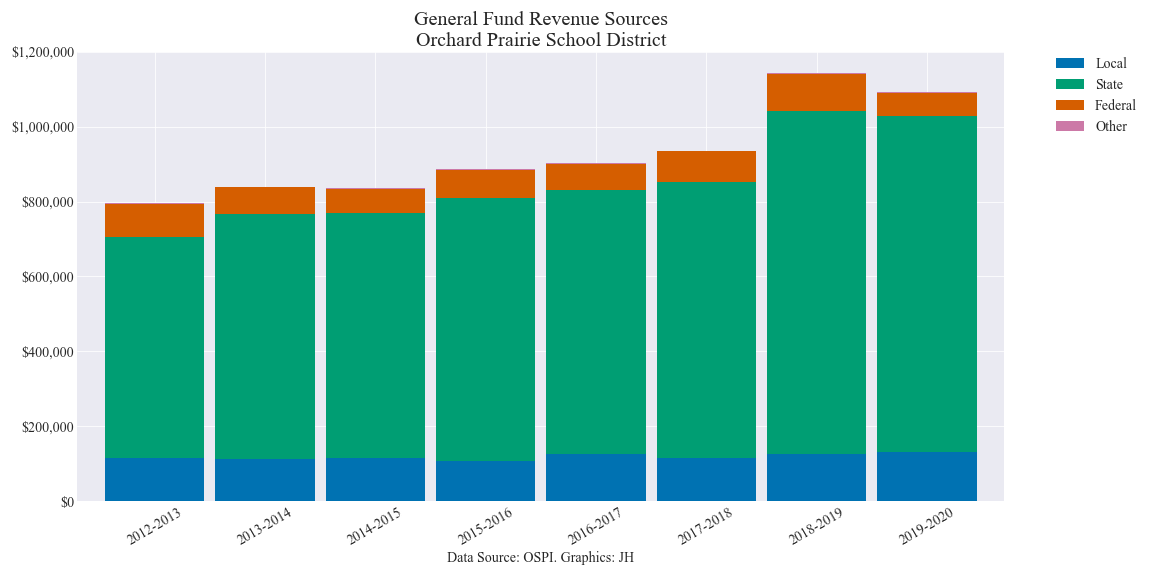 General Fund Revenue Sources
Orchard Prairie School District
$1,200,000
$1,000,000
$800,000
$600,000
$400,000
$200,000
$0
2012-2013
2013-2014
2014-2015
2015-2016
2016-2017
2017-2018
2018-2019
2019-2020
Data Source: OSPI. Graphics: JH
Local
State
Federal
Other